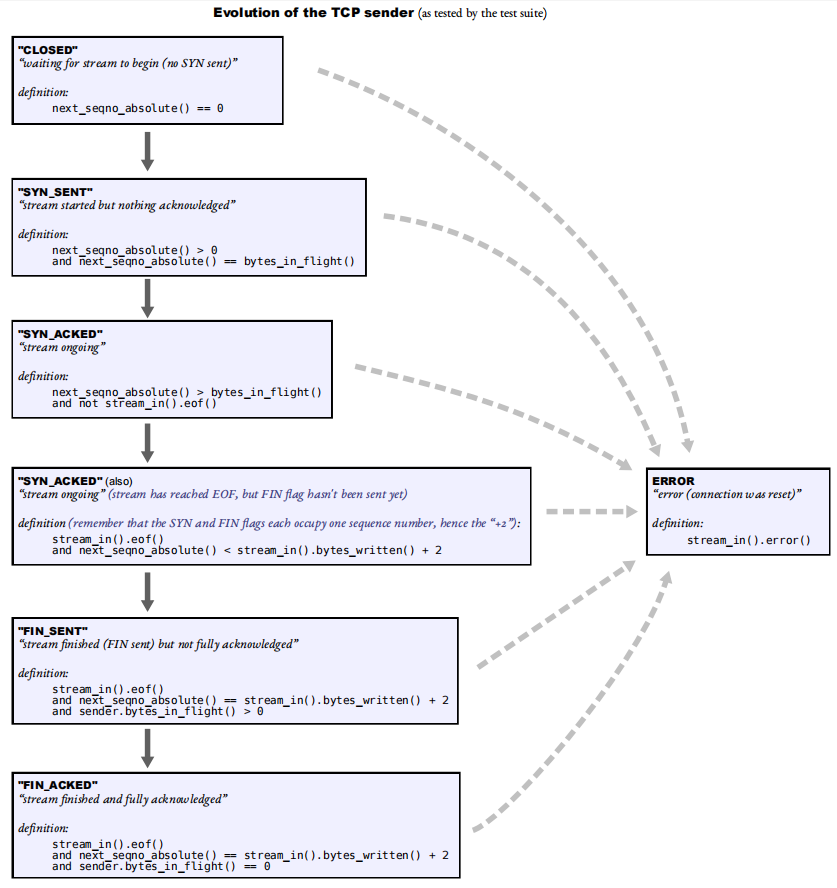 Evolution of the TCP sender (as tested by the test suite)
"CLOSED"
“waiting for stream to begin (no SYN sent)”
definition:
next_seqno_absolute() == 0
"SYN_SENT"
“stream started but nothing acknowledged”
definition:
next_seqno_absolute() > 0
and next_seqno_absolute() == bytes_in_flight()
"SYN_ACKED"
“stream ongoing”
definition:
next_seqno_absolute() > bytes_in_flight()
and not stream_in().eof()
"SYN_ACKED" (also)
“stream ongoing” (stream has reached EOF, but FIN flag hasn't been sent yet)
definition (remember that the SYN and FIN flags each occupy one sequence number, hence the “+2”):
stream_in().eof()
and next_seqno_absolute() < stream_in().bytes_written() + 2
ERROR
“error (connection was reset)”
definition:
stream_in().error()
"FIN_SENT"
“stream finished (FIN sent) but not fully acknowledged”
definition:
stream_in().eof()
and next_seqno_absolute() == stream_in().bytes_written() + 2
and sender.bytes_in_flight() > 0
"FIN_ACKED"
“stream finished and fully acknowledged”
definition:
stream_in().eof()
and next_seqno_absolute() == stream_in().bytes_written() + 2
and sender.bytes_in_flight() == 0